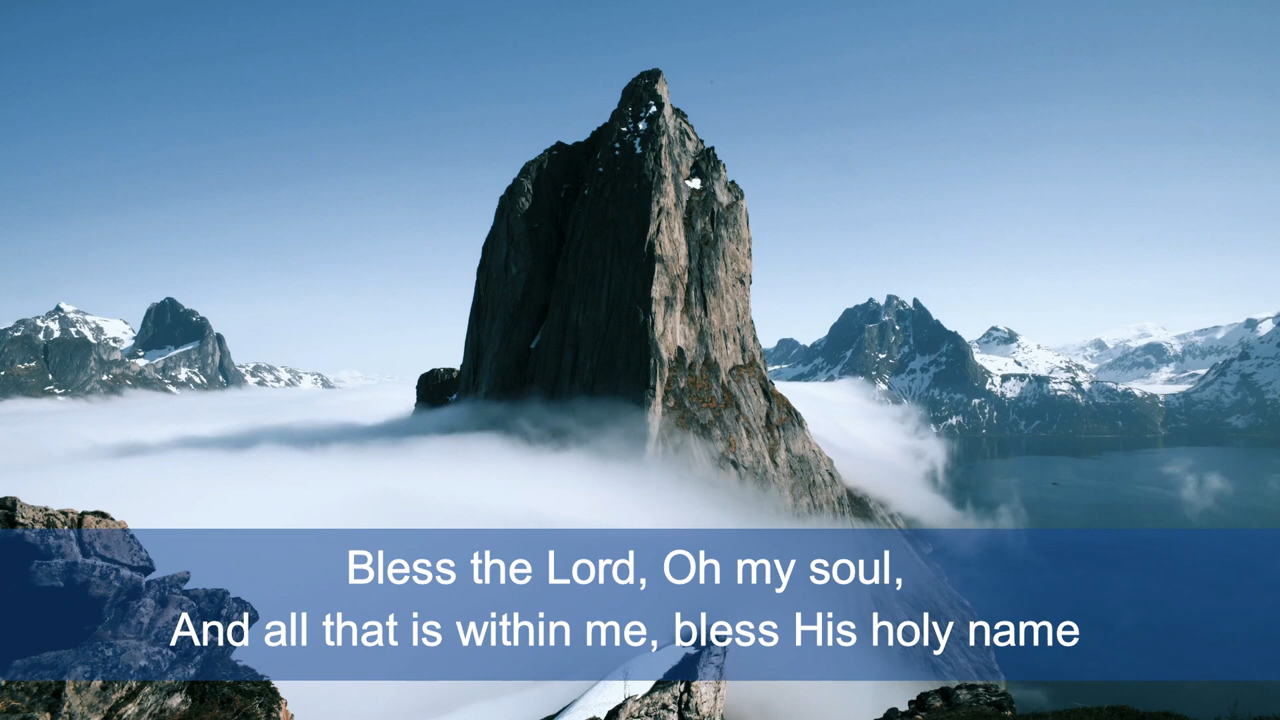 Bless the Lord, Oh my soul,
And all that is within me, bless His holy name